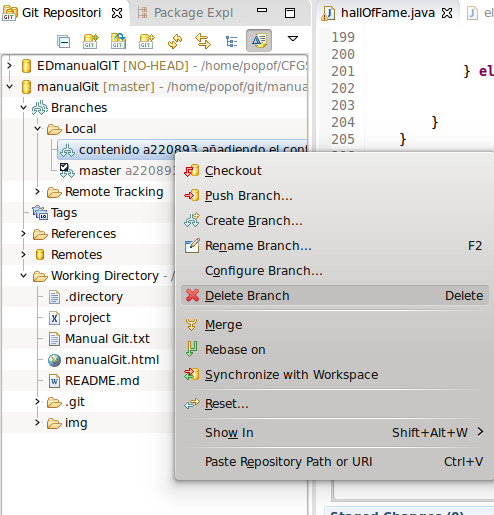 Git Repositori
Package Expl
hallOfFame.java
el
EDmanualGIT [NO-HEAD] - /home/popof/CFGS
manualGit [master] - /home/popof/git/manua
Branches
Local
contenido a220893 añadiendo el cont
master a220893
Remote Tracking
Tags
References
Remotes
Working Directory -
.directory
.project
Manual Git.txt
manualGit.html
README.md
.git
img
199
200
201 } el
202
203
204 }
205 }
Checkout
Push Branch...
Create Branch...
Rename Branch... F2
Configure Branch...
Delete Branch Delete
Merge
Rebase on
Synchronize with Workspace
Reset...
Show In Shift+Alt+W
Paste Repository Path or URI Ctrl+V
Staged Changes (0)